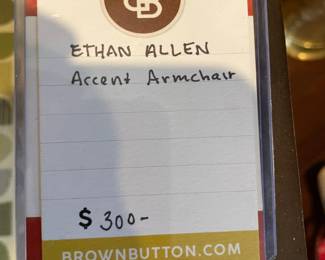 ETHAN ALLEN
Accent Armchair
$ 300-
BROWNBUTTON.COM